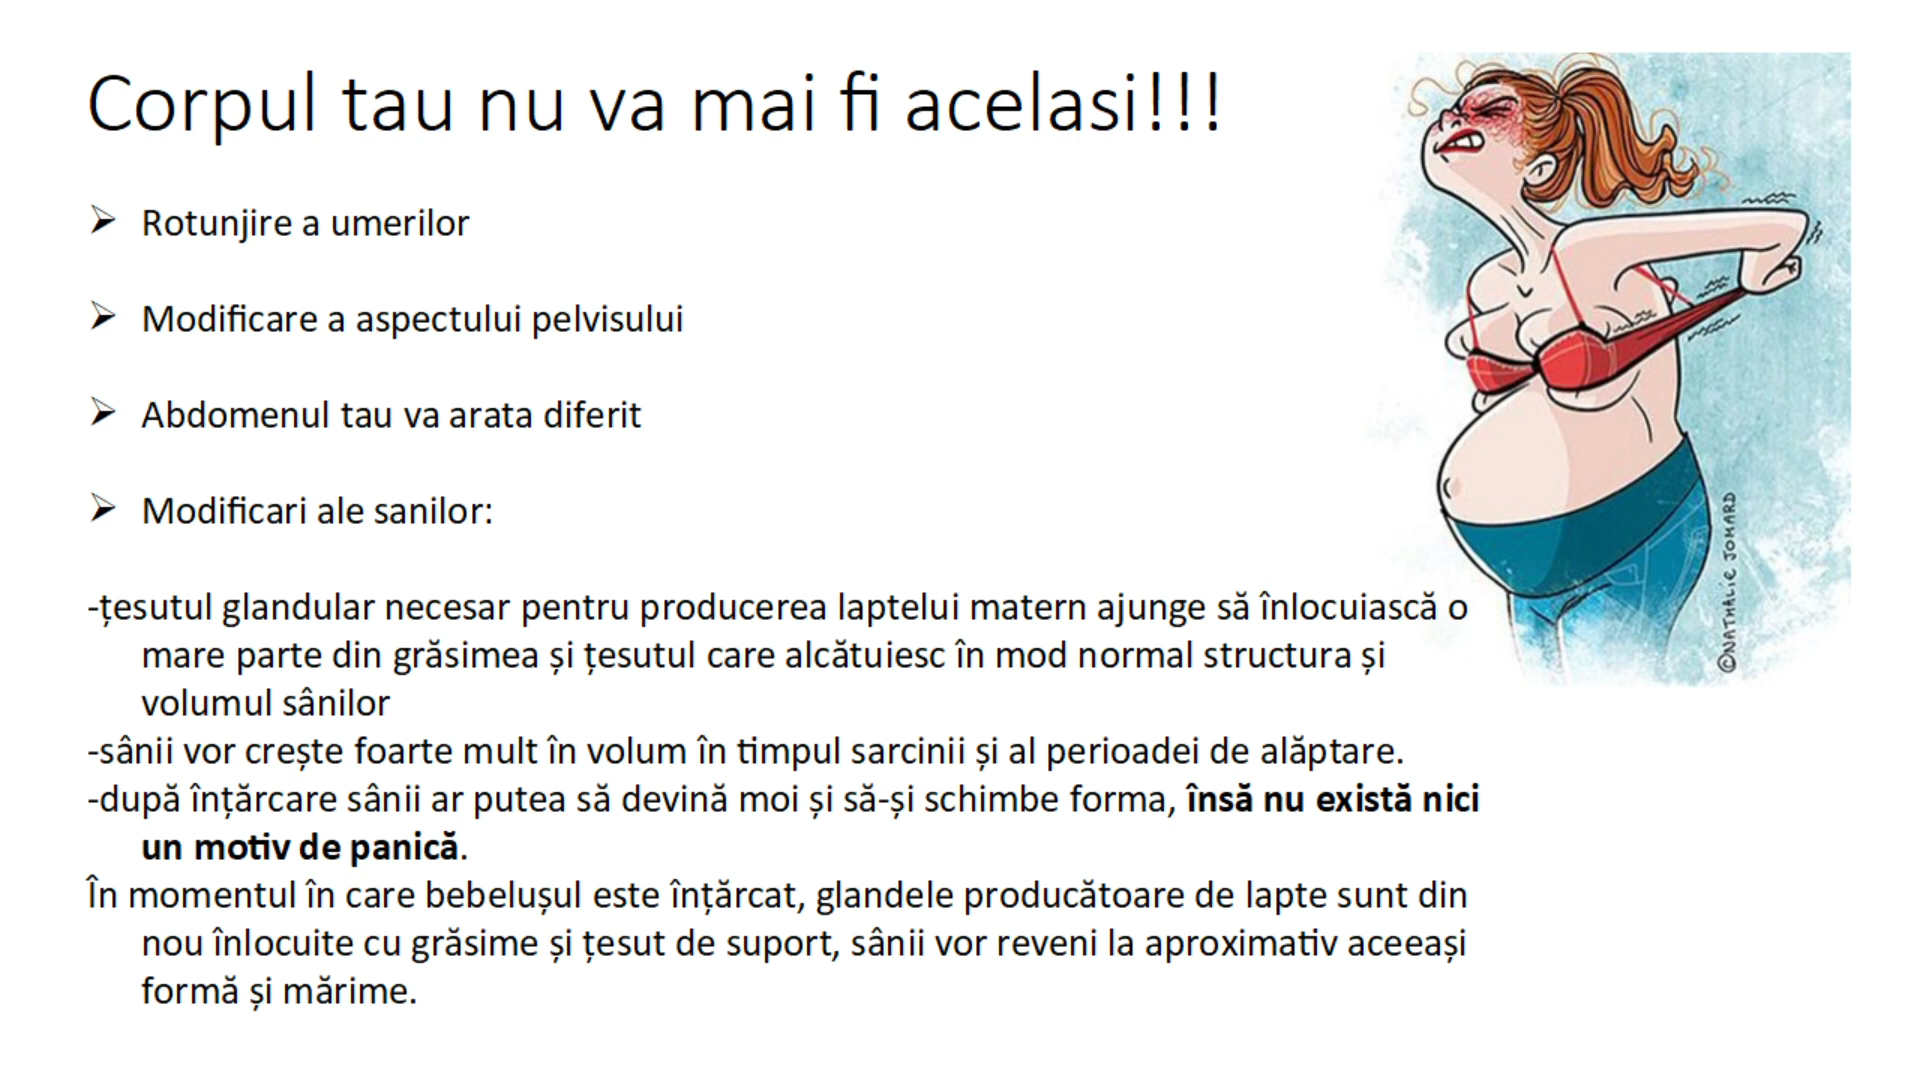 Corpul tau nu va mai fi acelasi!!!
➢ Rotunjire a umerilor
➢ Modificare a aspectului pelvisului
➢ Abdomenul tau va arata diferit
➢ Modificari ale sanilor:
-țesutul glandular necesar pentru producerea laptelui matern ajunge să înlocuiască o
mare parte din grăsimea și țesutul care alcătuiesc în mod normal structura și
volumul sânilor
-sânii vor crește foarte mult în volum în timpul sarcinii și al perioadei de alăptare.
-după înțărcare sânii ar putea să devină moi și să-și schimbe forma, însă nu există nici
un motiv de panică.
În momentul în care bebelușul este înțărcat, glandele producătoare de lapte sunt din
nou înlocuite cu grăsime și țesut de suport, sânii vor reveni la aproximativ aceeași
formă și mărime.
©NATHALIE JOMARD